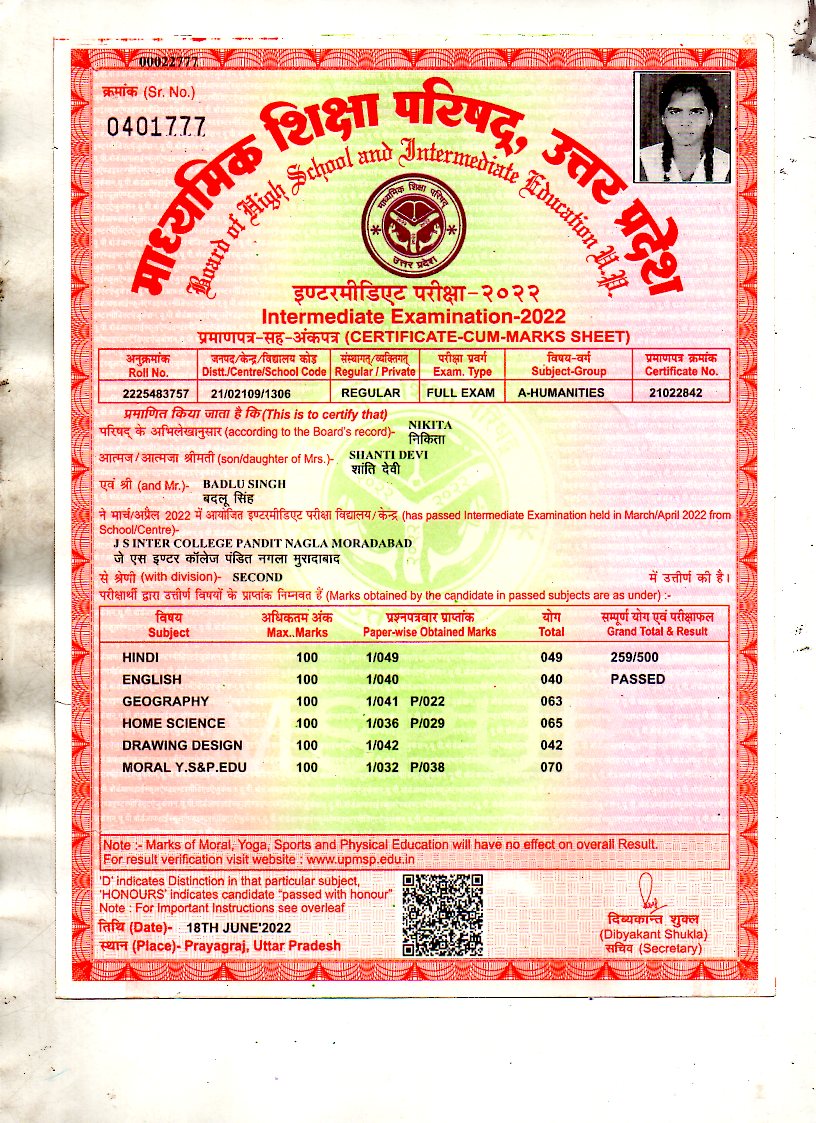 00022777
क्रमांक (Sr. No.)
0401777
माध्यमिक शिक्षा परिषद्, उत्तर प्रदेश
Board of High School and Intermediate Education U.P.
माध्यमिक शिक्षा परिषद
उत्तर प्रदेश
इण्टरमीडिएट परीक्षा-२०२२
Intermediate Examination-2022
प्रमाणपत्र-सह-अंकपत्र (CERTIFICATE-CUM-MARKS SHEET)
अनुक्रमांक जनपद/केन्द्र/विद्यालय कोड संस्थागत/व्यक्तिगत परीक्षा प्रवर्ग विषय-वर्ग प्रमाणपत्र क्रमांक
Roll No. Distt./Centre/School Code Regular / Private Exam. Type Subject-Group Certificate No.
2225483757 21/02109/1306 REGULAR FULL EXAM A-HUMANITIES 21022842
प्रमाणित किया जाता है कि (This is to certify that)
परिषद् के अभिलेखानुसार (according to the Board's record)- NIKITA
निकिता
आत्मज/आत्मजा श्रीमती (son/daughter of Mrs.)- SHANTI DEVI
शांति देवी
एवं श्री (and Mr.)- BADLU SINGH
बदलू सिंह
ने मार्च/अप्रैल 2022 में आयोजित इण्टरमीडिएट परीक्षा विद्यालय/केन्द्र (has passed Intermediate Examination held in March/April 2022 from
School/Centre)-
J S INTER COLLEGE PANDIT NAGLA MORADABAD
जे एस इण्टर कॉलेज पंडित नगला मुरादाबाद
से श्रेणी (with division)- SECOND में उत्तीर्ण की है।
परीक्षार्थी द्वारा उत्तीर्ण विषयों के प्राप्तांक निम्नवत हैं (Marks obtained by the candidate in passed subjects are as under) :-
विषय अधिकतम अंक प्रश्नपत्रवार प्राप्तांक योग सम्पूर्ण योग एवं परीक्षाफल
Subject Max..Marks Paper-wise Obtained Marks Total Grand Total & Result
HINDI 100 1/049 049 259/500
ENGLISH 100 1/040 040 PASSED
GEOGRAPHY 100 1/041 P/022 063
HOME SCIENCE 100 1/036 P/029 065
DRAWING DESIGN 100 1/042 042
MORAL Y.S&P.EDU 100 1/032 P/038 070
Note :- Marks of Moral, Yoga, Sports and Physical Education will have no effect on overall Result.
For result verification visit website : www.upmsp.edu.in
'D' indicates Distinction in that particular subject,
'HONOURS' indicates candidate "passed with honour"
Note : For Important Instructions see overleaf
तिथि (Date)- 18TH JUNE'2022
स्थान (Place)- Prayagraj, Uttar Pradesh
दिव्यकान्त शुक्ल
(Dibyakant Shukla)
सचिव (Secretary)